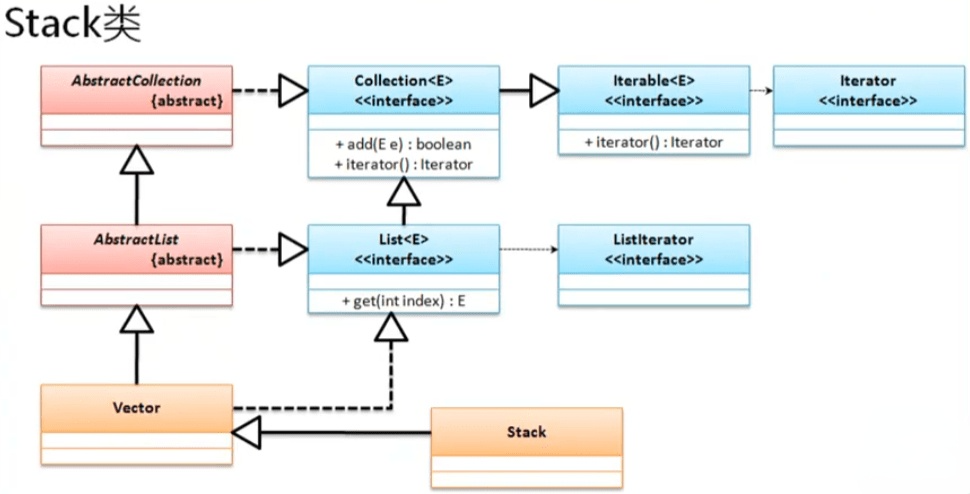 Stack类
AbstractCollection
{abstract}
Collection<E>
<<interface>>
+ add(E e) : boolean
+ iterator() : Iterator
Iterable<E>
<<interface>>
+ iterator() : Iterator
Iterator
<<interface>>
AbstractList
{abstract}
List<E>
<<interface>>
+ get(int index) : E
ListIterator
<<interface>>
Vector
Stack